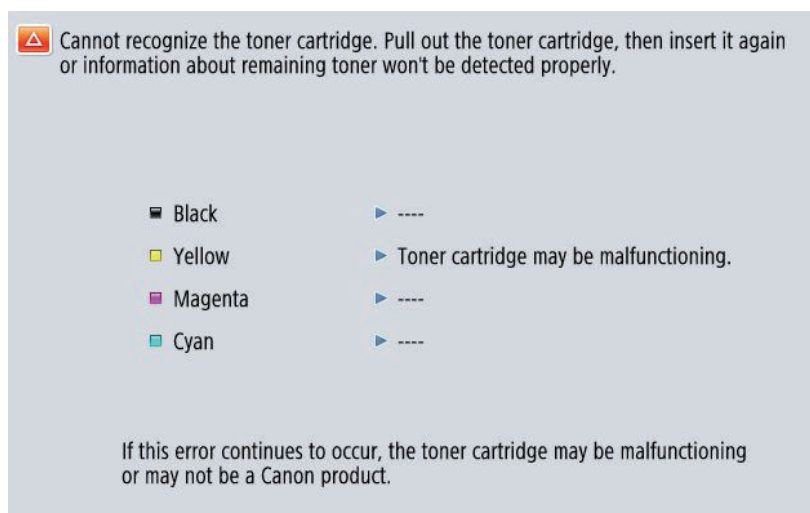 Cannot recognize the toner cartridge. Pull out the toner cartridge, then insert it again
or information about remaining toner won't be detected properly.
Black ----
Yellow Toner cartridge may be malfunctioning.
Magenta ----
Cyan ----
If this error continues to occur, the toner cartridge may be malfunctioning
or may not be a Canon product.